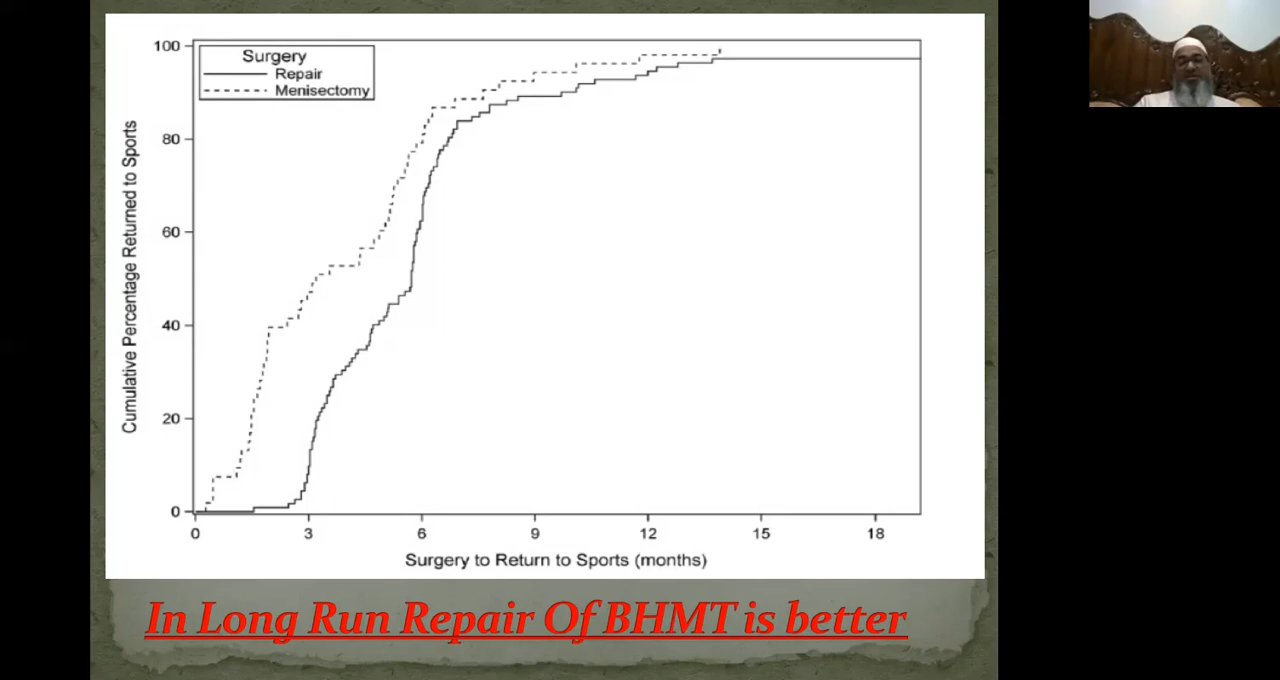 Surgery
Repair
Menisectomy
100
80
60
40
20
0
Cumulative Percentage Returned to Sports
0 3 6 9 12 15 18
Surgery to Return to Sports (months)
In Long Run Repair Of BHMT is better